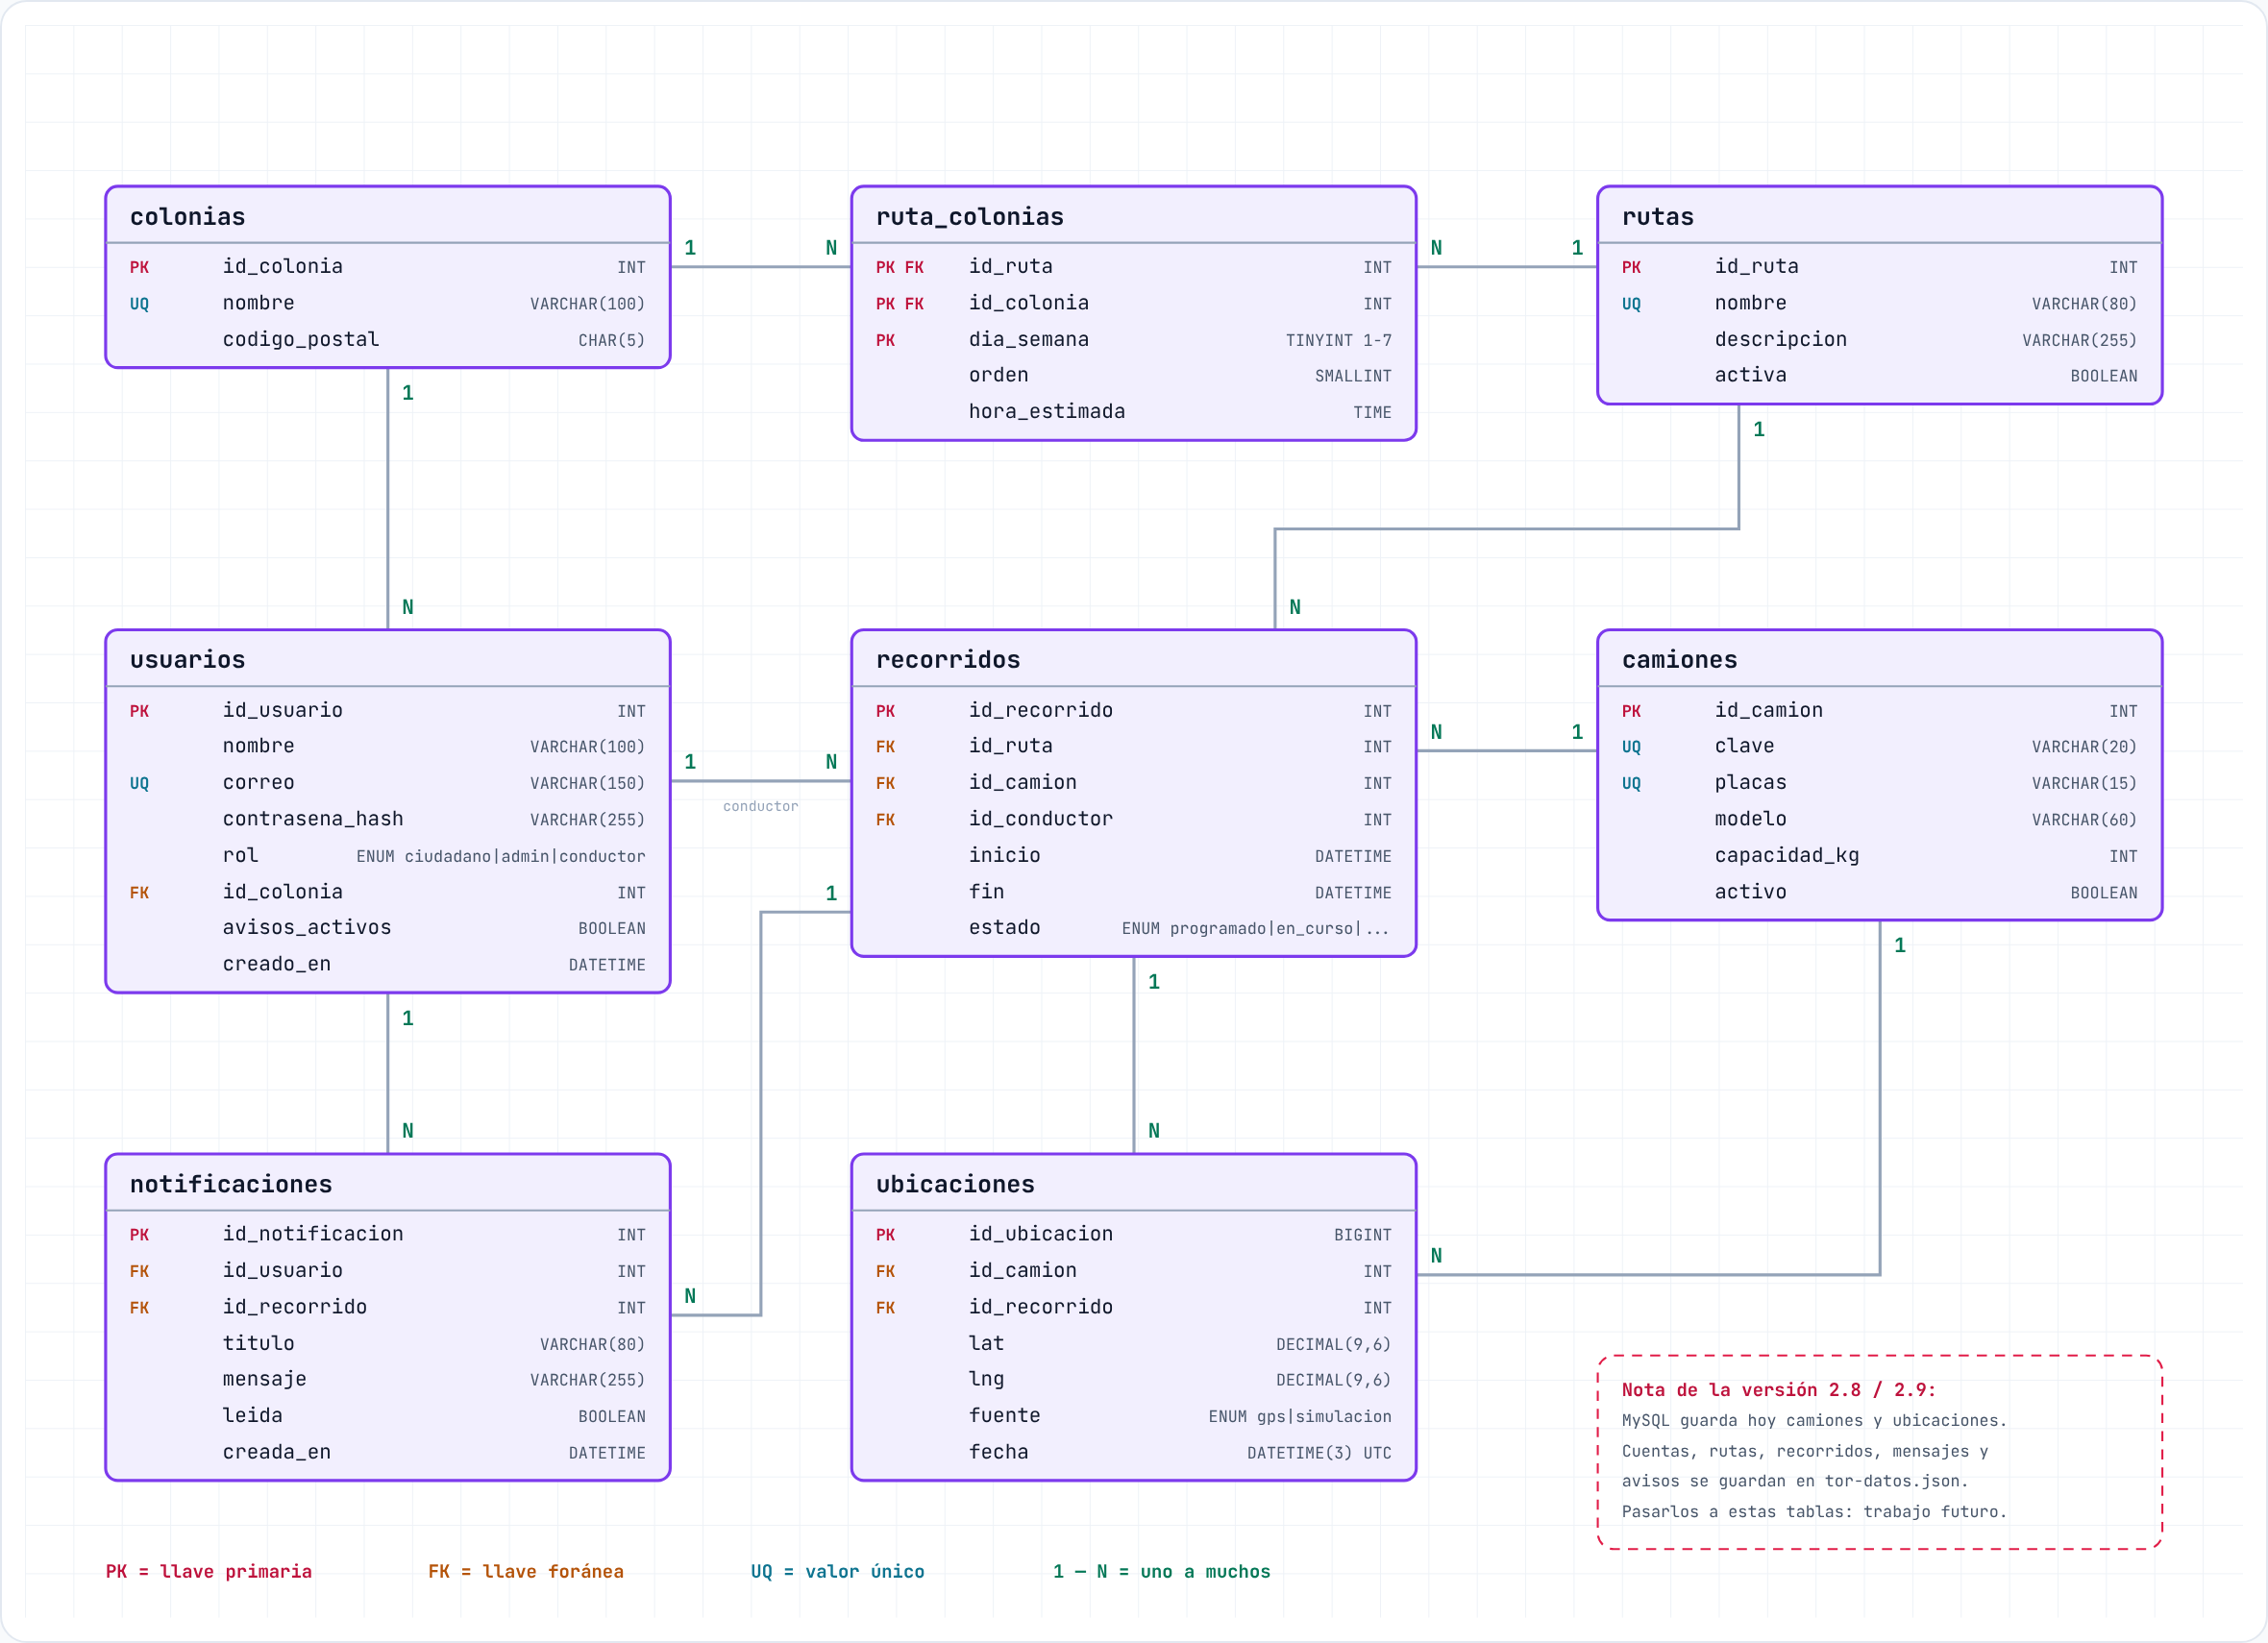 colonias
PK id_colonia INT
UQ nombre VARCHAR(100)
codigo_postal CHAR(5)
1 N
ruta_colonias
PK FK id_ruta INT
PK FK id_colonia INT
PK dia_semana TINYINT 1-7
orden SMALLINT
hora_estimada TIME
N 1
rutas
PK id_ruta INT
UQ nombre VARCHAR(80)
descripcion VARCHAR(255)
activa BOOLEAN
1
1
N
N
usuarios
PK id_usuario INT
nombre VARCHAR(100)
UQ correo VARCHAR(150)
contrasena_hash VARCHAR(255)
rol ENUM ciudadano|admin|conductor
FK id_colonia INT
avisos_activos BOOLEAN
creado_en DATETIME
1 N
conductor
1
recorridos
PK id_recorrido INT
FK id_ruta INT
FK id_camion INT
FK id_conductor INT
inicio DATETIME
fin DATETIME
estado ENUM programado|en_curso|...
N 1
camiones
PK id_camion INT
UQ clave VARCHAR(20)
UQ placas VARCHAR(15)
modelo VARCHAR(60)
capacidad_kg INT
activo BOOLEAN
1
1
1
N
N
notificaciones
PK id_notificacion INT
FK id_usuario INT
FK id_recorrido INT
titulo VARCHAR(80)
mensaje VARCHAR(255)
leida BOOLEAN
creada_en DATETIME
N
ubicaciones
PK id_ubicacion BIGINT
FK id_camion INT
FK id_recorrido INT
lat DECIMAL(9,6)
lng DECIMAL(9,6)
fuente ENUM gps|simulacion
fecha DATETIME(3) UTC
N
Nota de la versión 2.8 / 2.9:
MySQL guarda hoy camiones y ubicaciones.
Cuentas, rutas, recorridos, mensajes y
avisos se guardan en tor-datos.json.
Pasarlos a estas tablas: trabajo futuro.
PK = llave primaria FK = llave foránea UQ = valor único 1 — N = uno a muchos